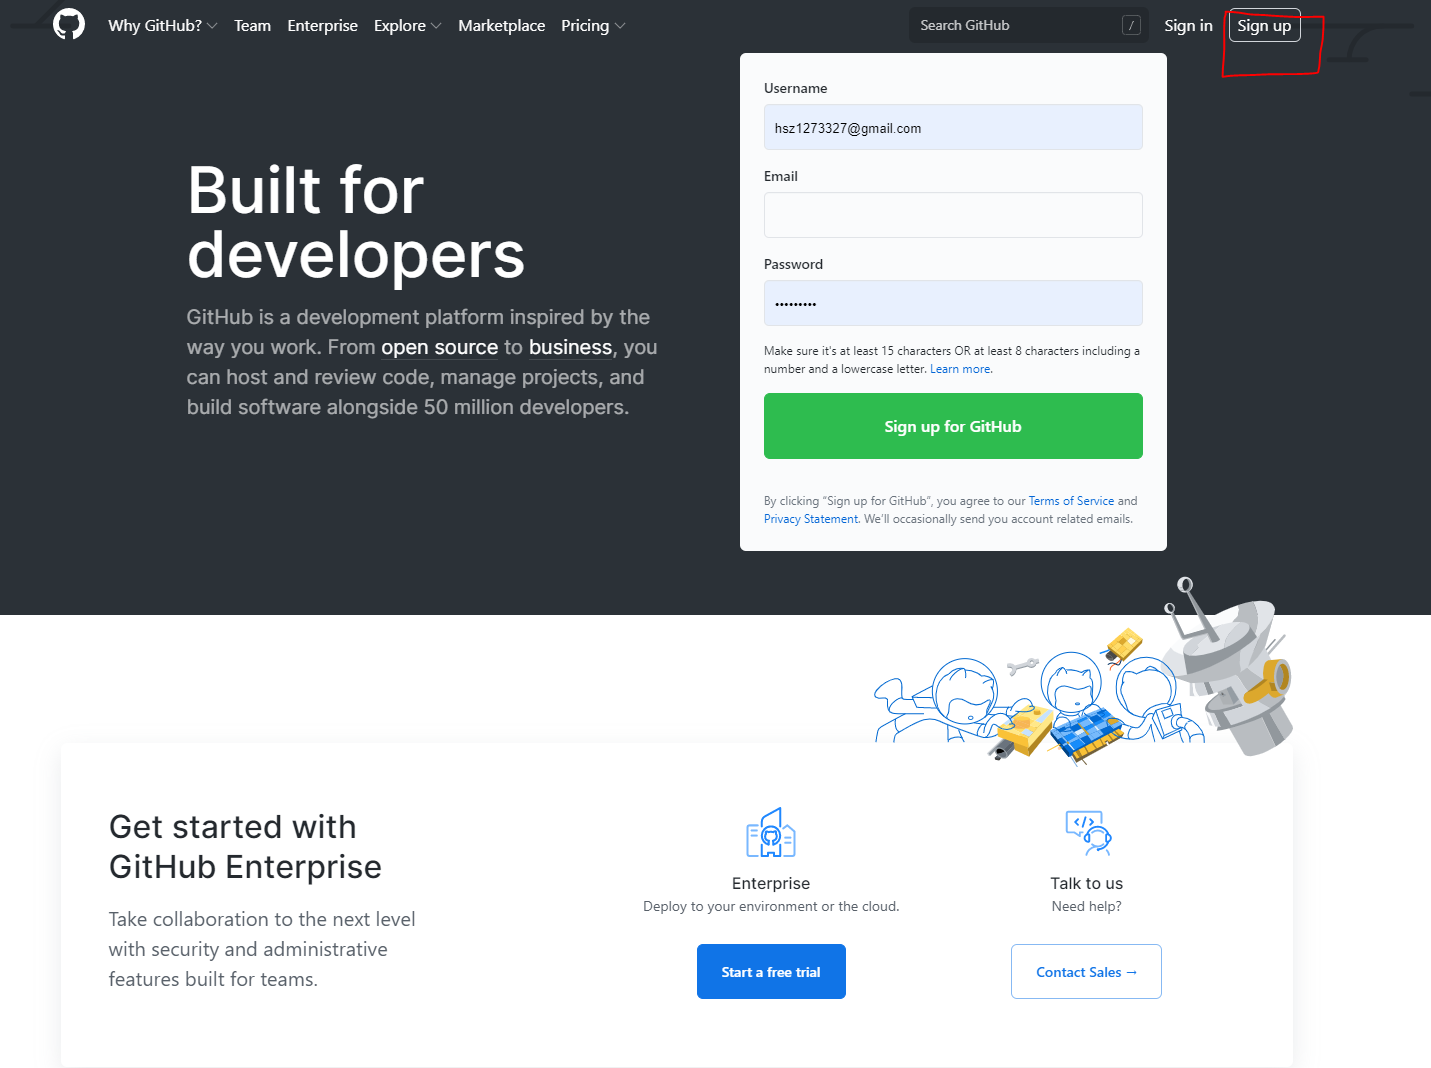 Why GitHub? Team Enterprise Explore Marketplace Pricing Search GitHub / Sign in Sign up
Username
hsz1273327@gmail.com
Email
Password
•••••••••
Make sure it's at least 15 characters OR at least 8 characters including a
number and a lowercase letter. Learn more.
Sign up for GitHub
By clicking “Sign up for GitHub”, you agree to our Terms of Service and
Privacy Statement. We’ll occasionally send you account related emails.
Built for
developers
GitHub is a development platform inspired by the
way you work. From open source to business, you
can host and review code, manage projects, and
build software alongside 50 million developers.
Get started with
GitHub Enterprise
Take collaboration to the next level
with security and administrative
features built for teams.
Enterprise
Deploy to your environment or the cloud.
Start a free trial
</>
Talk to us
Need help?
Contact Sales →